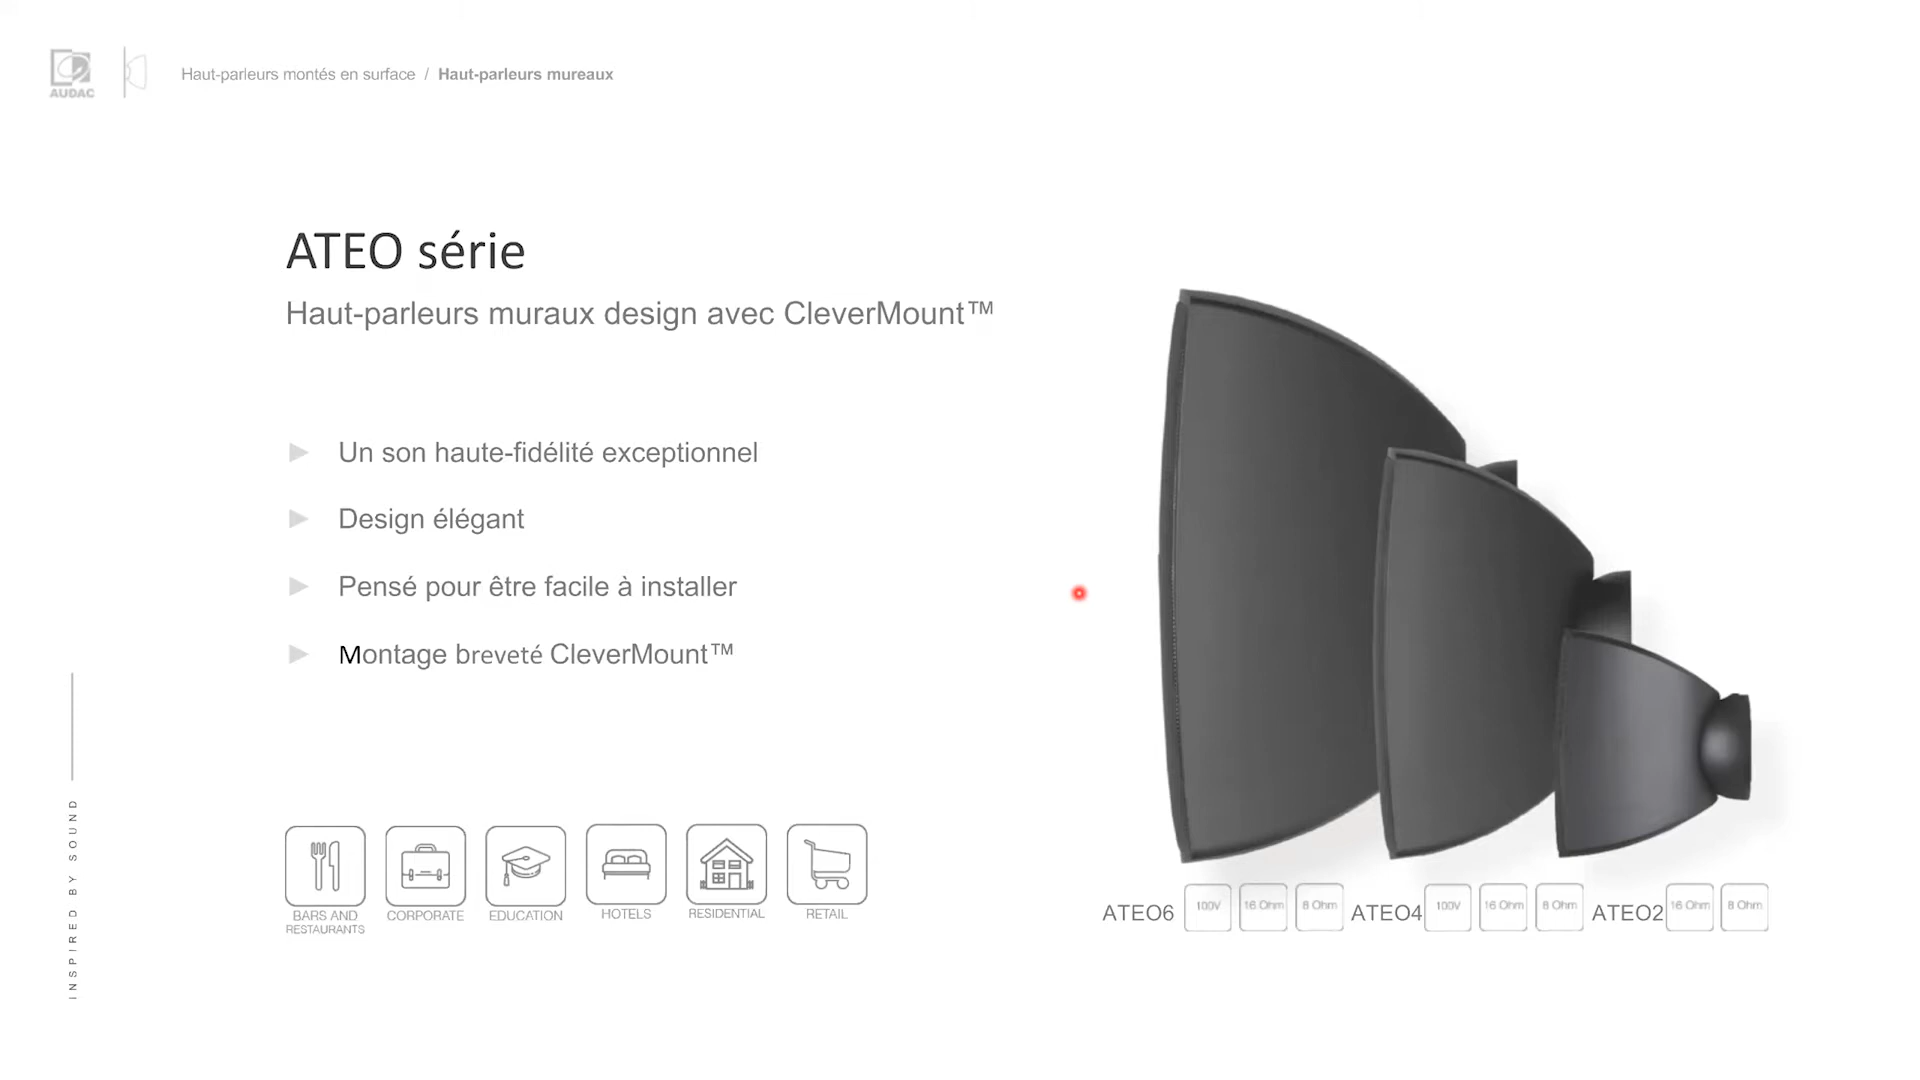 AUDAC
Haut-parleurs montés en surface / Haut-parleurs mureaux
ATEO série
Haut-parleurs muraux design avec CleverMount™
Un son haute-fidélité exceptionnel
Design élégant
Pensé pour être facile à installer
Montage breveté CleverMount™
INSPIRED BY SOUND
BARS AND
RESTAURANTS
CORPORATE
EDUCATION
HOTELS
RESIDENTIAL
RETAIL
ATEO6 100V 16 Ohm 8 Ohm ATEO4 100V 16 Ohm 8 Ohm ATEO2 16 Ohm 8 Ohm